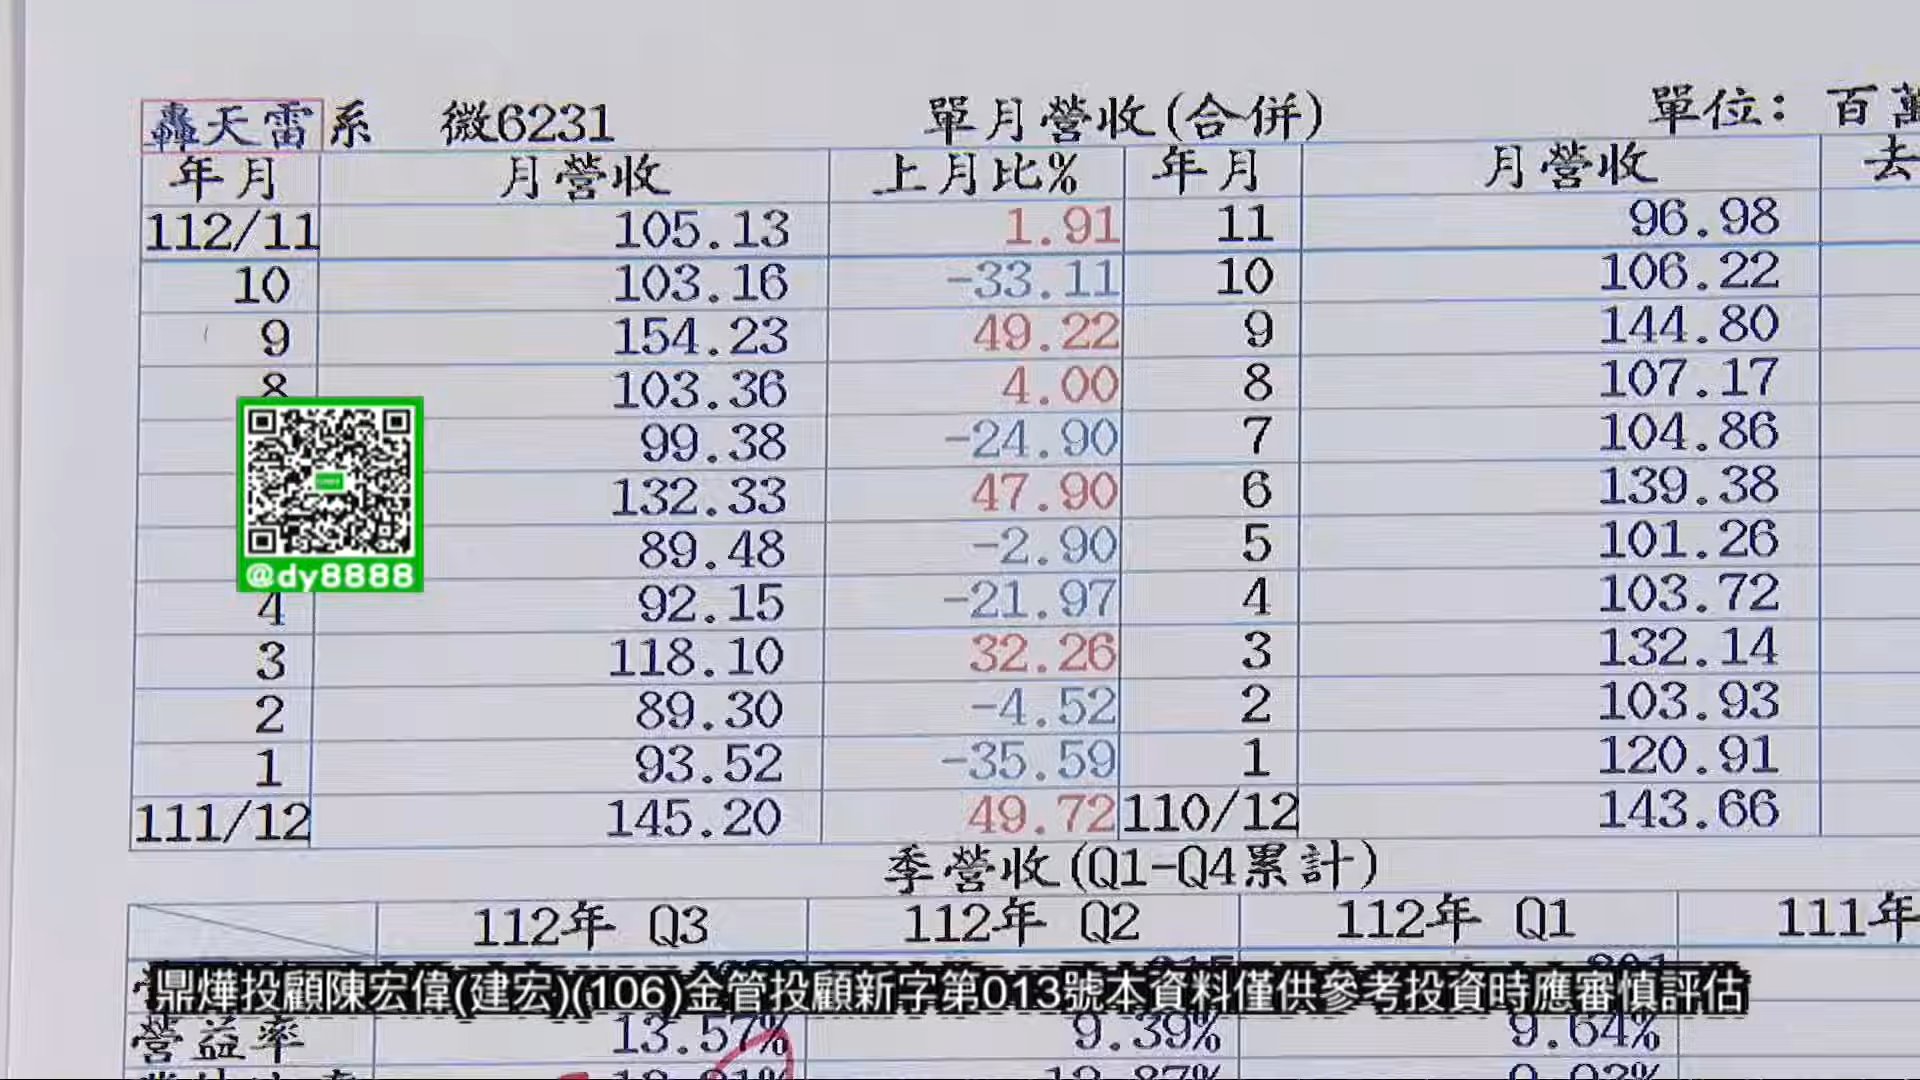 轟天雷系 微6231 單月營收(合併) 單位: 百萬
年月 月營收 上月比% 年月 月營收 去
112/11 105.13 1.91 11 96.98
10 103.16 -33.11 10 106.22
9 154.23 49.22 9 144.80
8 103.36 4.00 8 107.17
99.38 -24.90 7 104.86
132.33 47.90 6 139.38
89.48 -2.90 5 101.26
@dy8888
4 92.15 -21.97 4 103.72
3 118.10 32.26 3 132.14
2 89.30 -4.52 2 103.93
1 93.52 -35.59 1 120.91
111/12 145.20 49.72 110/12 143.66
季營收(Q1-Q4累計)
112年 Q3 112年 Q2 112年 Q1 111年
鼎燁投顧陳宏偉(建宏)(106)金管投顧新字第013號本資料僅供參考投資時應審慎評估
營益率 13.57% 9.39% 9.64%